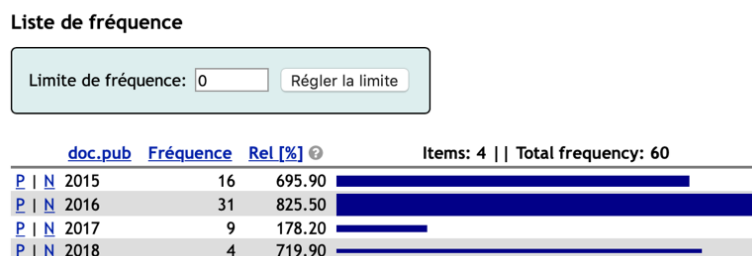 Liste de fréquence
Limite de fréquence: 0 Régler la limite
doc.pub Fréquence Rel [%] ? Items: 4 || Total frequency: 60
P | N 2015 16 695.90
P | N 2016 31 825.50
P | N 2017 9 178.20
P | N 2018 4 719.90